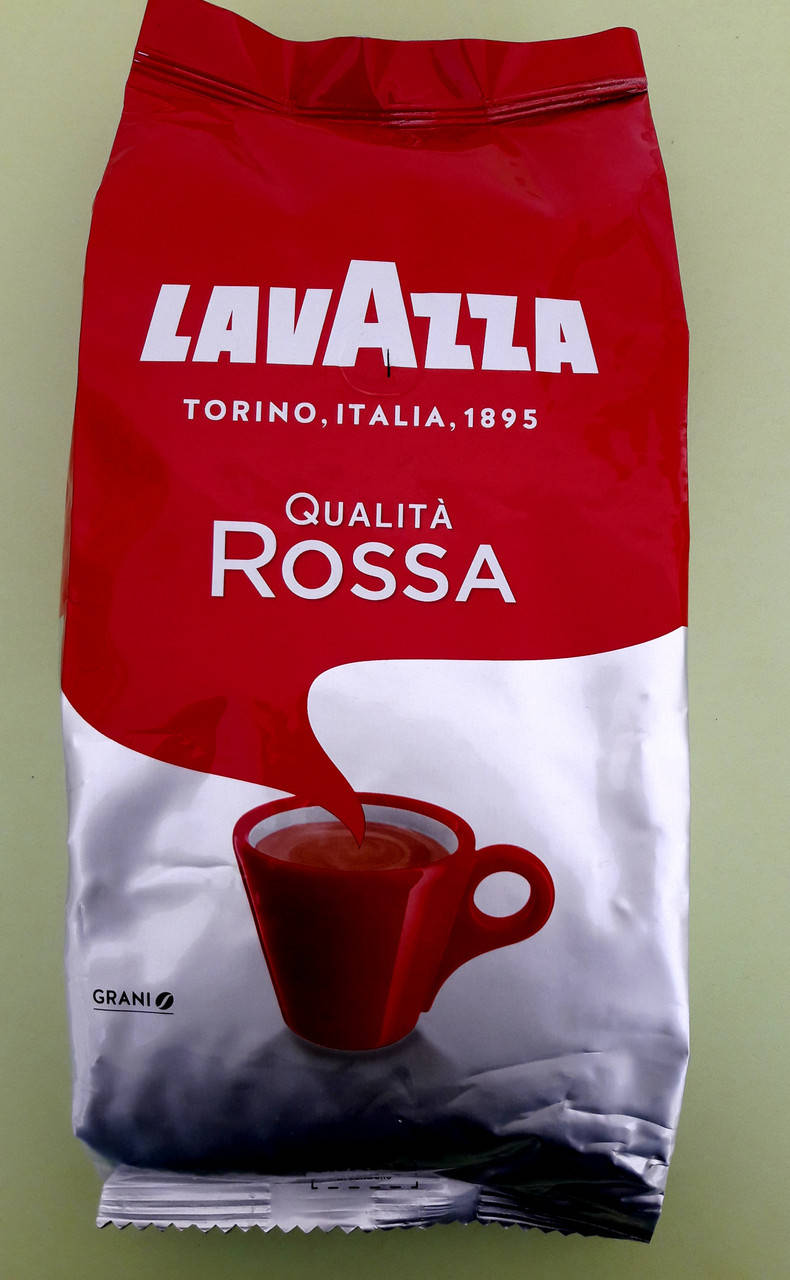 LAVAZZA
TORINO, ITALIA, 1895
QUALITÀ
ROSSA
GRANI